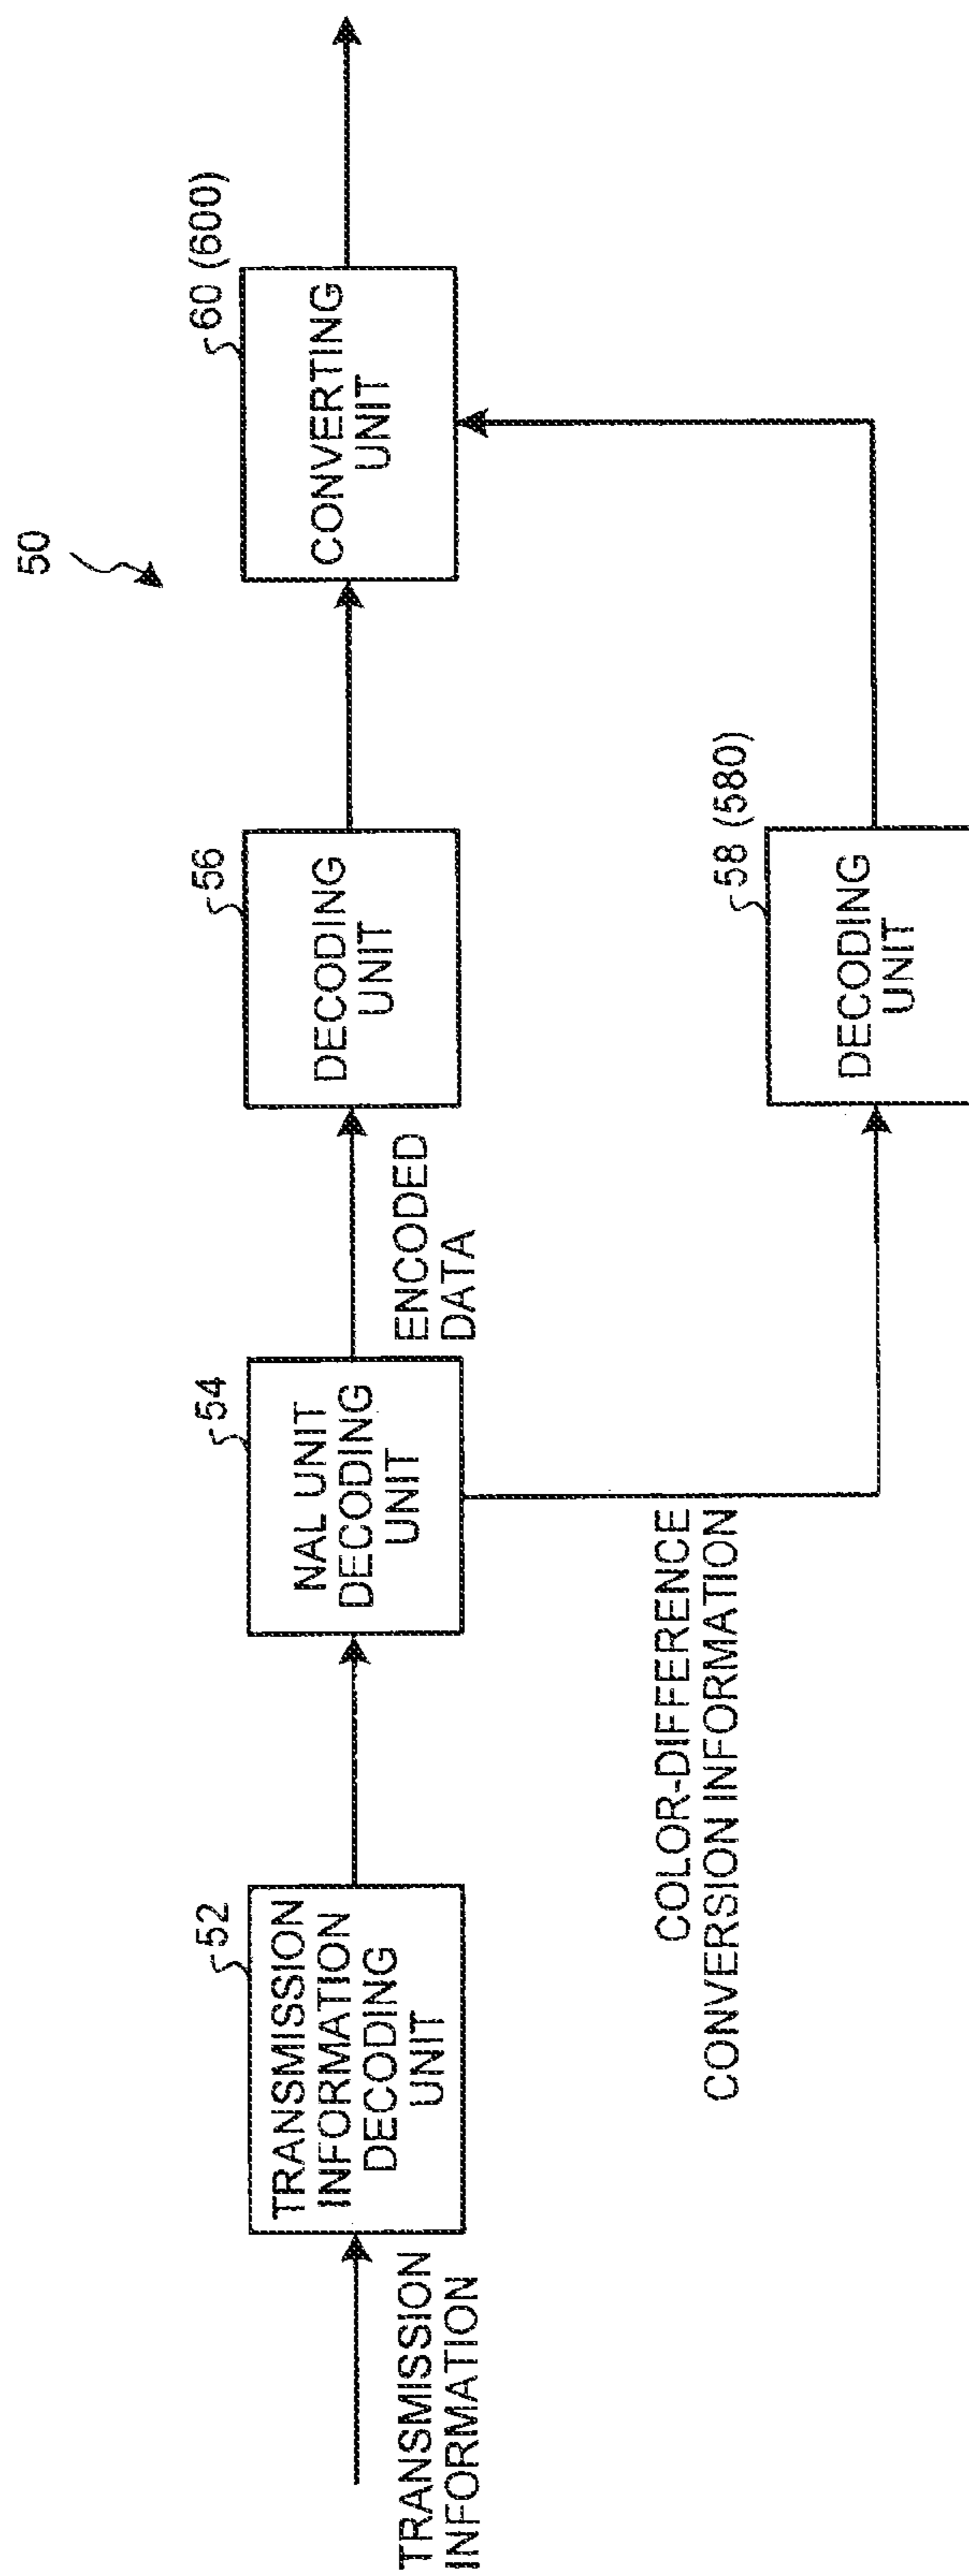 50
TRANSMISSION
INFORMATION
52
TRANSMISSION
INFORMATION
DECODING
UNIT
54
NAL UNIT
DECODING
UNIT
ENCODED
DATA
56
DECODING
UNIT
60 (600)
CONVERTING
UNIT
COLOR-DIFFERENCE
CONVERSION INFORMATION
58 (580)
DECODING
UNIT